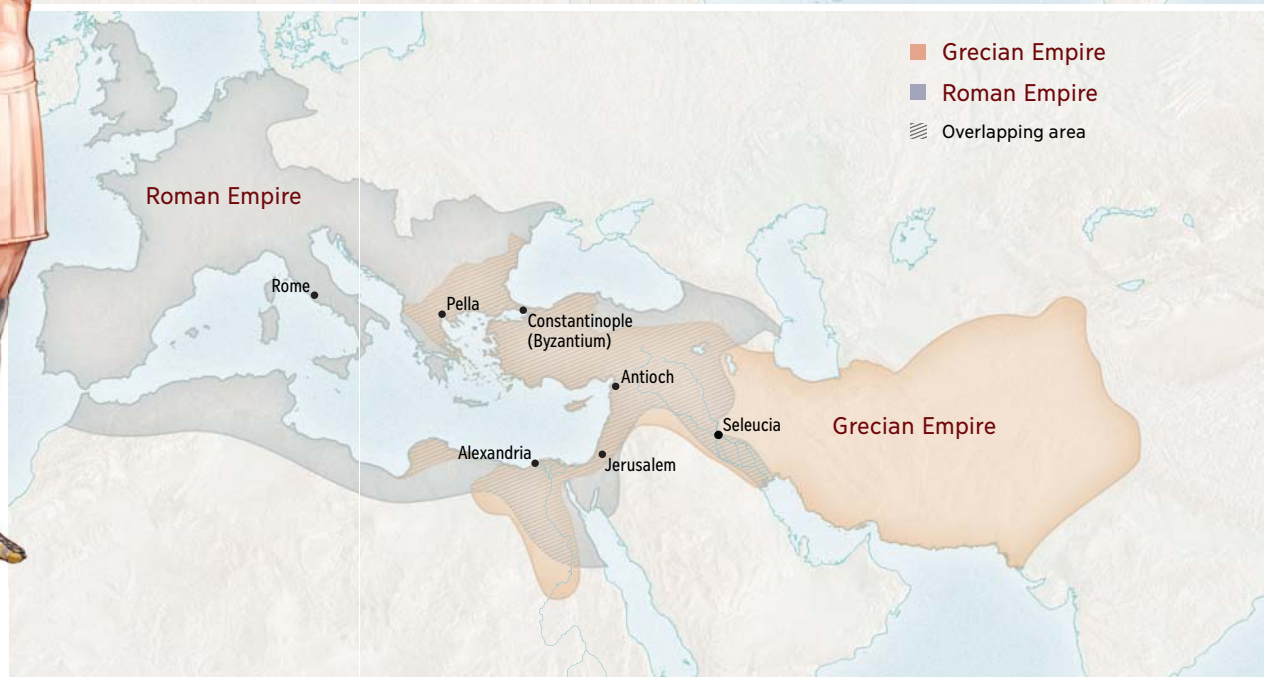 Grecian Empire
Roman Empire
Overlapping area
Roman Empire
Rome
Pella
Constantinople
(Byzantium)
Antioch
Seleucia
Grecian Empire
Alexandria
Jerusalem